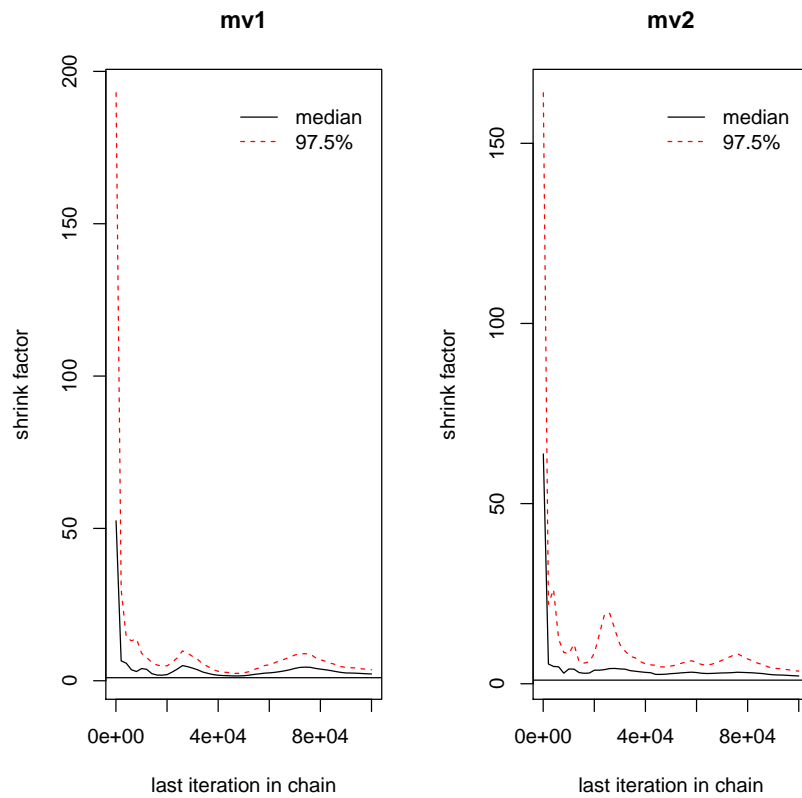 mv1
median
97.5%
shrink factor
0
50
100
150
200
0e+00
4e+04
8e+04
last iteration in chain
mv2
median
97.5%
shrink factor
0
50
100
150
0e+00
4e+04
8e+04
last iteration in chain